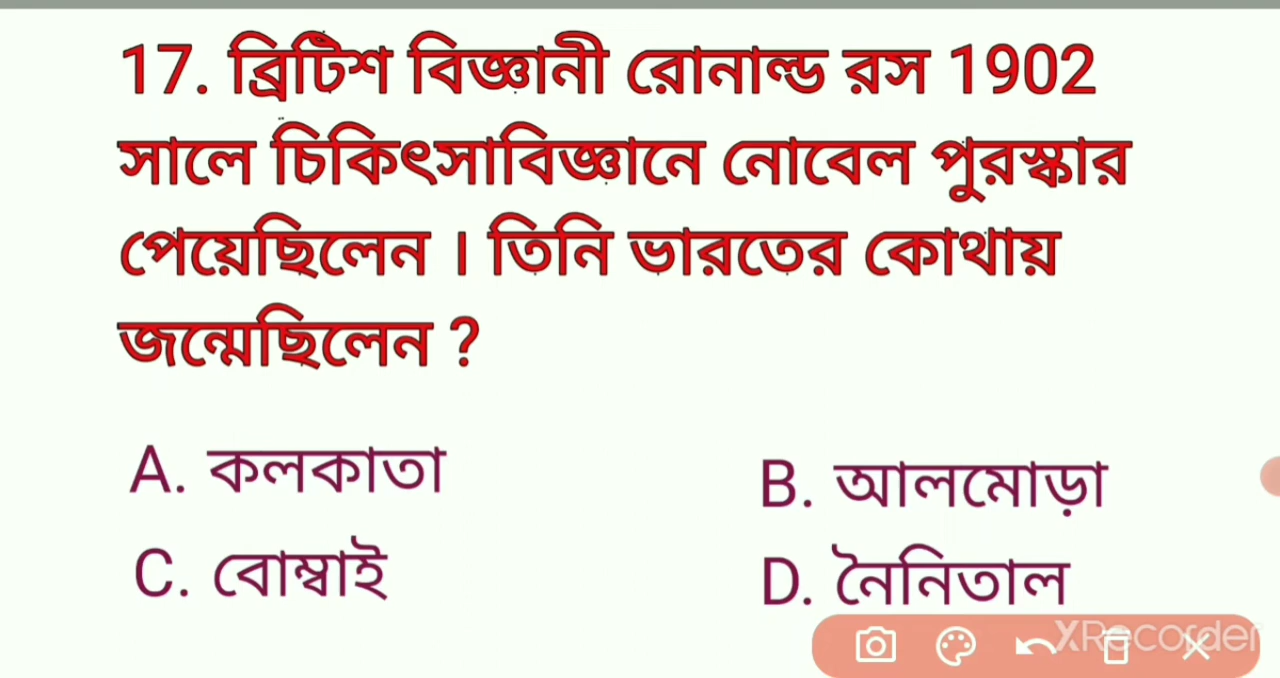 17. ব্রিটিশ বিজ্ঞানী রোনাল্ড রস 1902
সালে চিকিৎসাবিজ্ঞানে নোবেল পুরস্কার
পেয়েছিলেন । তিনি ভারতের কোথায়
জন্মেছিলেন ?
A. কলকাতা
B. আলমোড়া
C. বোম্বাই
D. নৈনিতাল
XRecorder